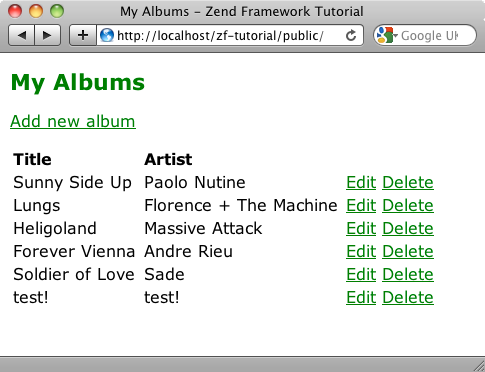 My Albums – Zend Framework Tutorial
http://localhost/zf-tutorial/public/
Google UK
My Albums
Add new album
Title Artist
Sunny Side Up Paolo Nutine Edit Delete
Lungs Florence + The Machine Edit Delete
Heligoland Massive Attack Edit Delete
Forever Vienna Andre Rieu Edit Delete
Soldier of Love Sade Edit Delete
test! test! Edit Delete